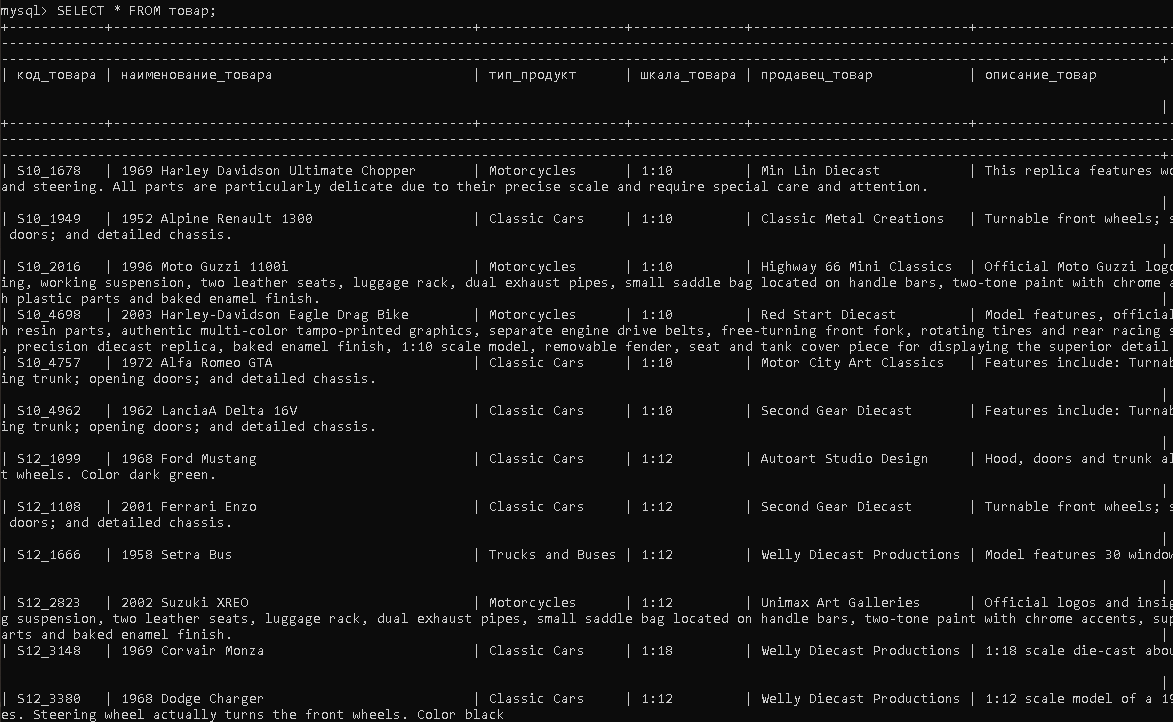 mysql> SELECT * FROM товар;
| код_товара | наименование_товара | тип_продукт | шкала_товара | продавец_товар | описание_товар
|
| S10_1678 | 1969 Harley Davidson Ultimate Chopper | Motorcycles | 1:10 | Min Lin Diecast | This replica features
and steering. All parts are particularly delicate due to their precise scale and require special care and attention.
|
| S10_1949 | 1952 Alpine Renault 1300 | Classic Cars | 1:10 | Classic Metal Creations | Turnable front wheels;
doors; and detailed chassis.
|
| S10_2016 | 1996 Moto Guzzi 1100i | Motorcycles | 1:10 | Highway 66 Mini Classics | Official Moto Guzzi logo
ing, working suspension, two leather seats, luggage rack, dual exhaust pipes, small saddle bag located on handle bars, two-tone paint with chrome a
h plastic parts and baked enamel finish.
| S10_4698 | 2003 Harley-Davidson Eagle Drag Bike | Motorcycles | 1:10 | Red Start Diecast | Model features, official
h resin parts, authentic multi-color tampo-printed graphics, separate engine drive belts, free-turning front fork, rotating tires and rear racing s
, precision diecast replica, baked enamel finish, 1:10 scale model, removable fender, seat and tank cover piece for displaying the superior detail
| S10_4757 | 1972 Alfa Romeo GTA | Classic Cars | 1:10 | Motor City Art Classics | Features include: Turnab
ing trunk; opening doors; and detailed chassis.
|
| S10_4962 | 1962 LanciaA Delta 16V | Classic Cars | 1:10 | Second Gear Diecast | Features include: Turnab
ing trunk; opening doors; and detailed chassis.
|
| S12_1099 | 1968 Ford Mustang | Classic Cars | 1:12 | Autoart Studio Design | Hood, doors and trunk al
t wheels. Color dark green.
|
| S12_1108 | 2001 Ferrari Enzo | Classic Cars | 1:12 | Second Gear Diecast | Turnable front wheels;
doors; and detailed chassis.
|
| S12_1666 | 1958 Setra Bus | Trucks and Buses | 1:12 | Welly Diecast Productions | Model features 30 window
|
| S12_2823 | 2002 Suzuki XREO | Motorcycles | 1:12 | Unimax Art Galleries | Official logos and insig
g suspension, two leather seats, luggage rack, dual exhaust pipes, small saddle bag located on handle bars, two-tone paint with chrome accents, sup
arts and baked enamel finish.
| S12_3148 | 1969 Corvair Monza | Classic Cars | 1:18 | Welly Diecast Productions | 1:18 scale die-cast abou
|
| S12_3380 | 1968 Dodge Charger | Classic Cars | 1:12 | Welly Diecast Productions | 1:12 scale model of a 19
es. Steering wheel actually turns the front wheels. Color black